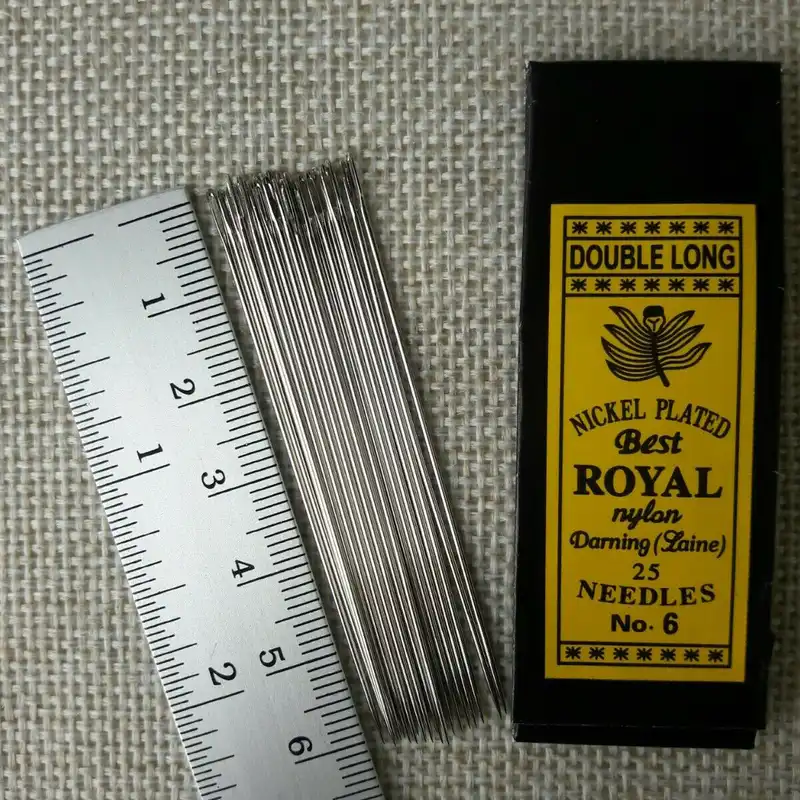 1
2
1
3
4
2
5
6
DOUBLE LONG
NICKEL PLATED
Best
ROYAL
nylon
Darning (Laine)
25
NEEDLES
No. 6